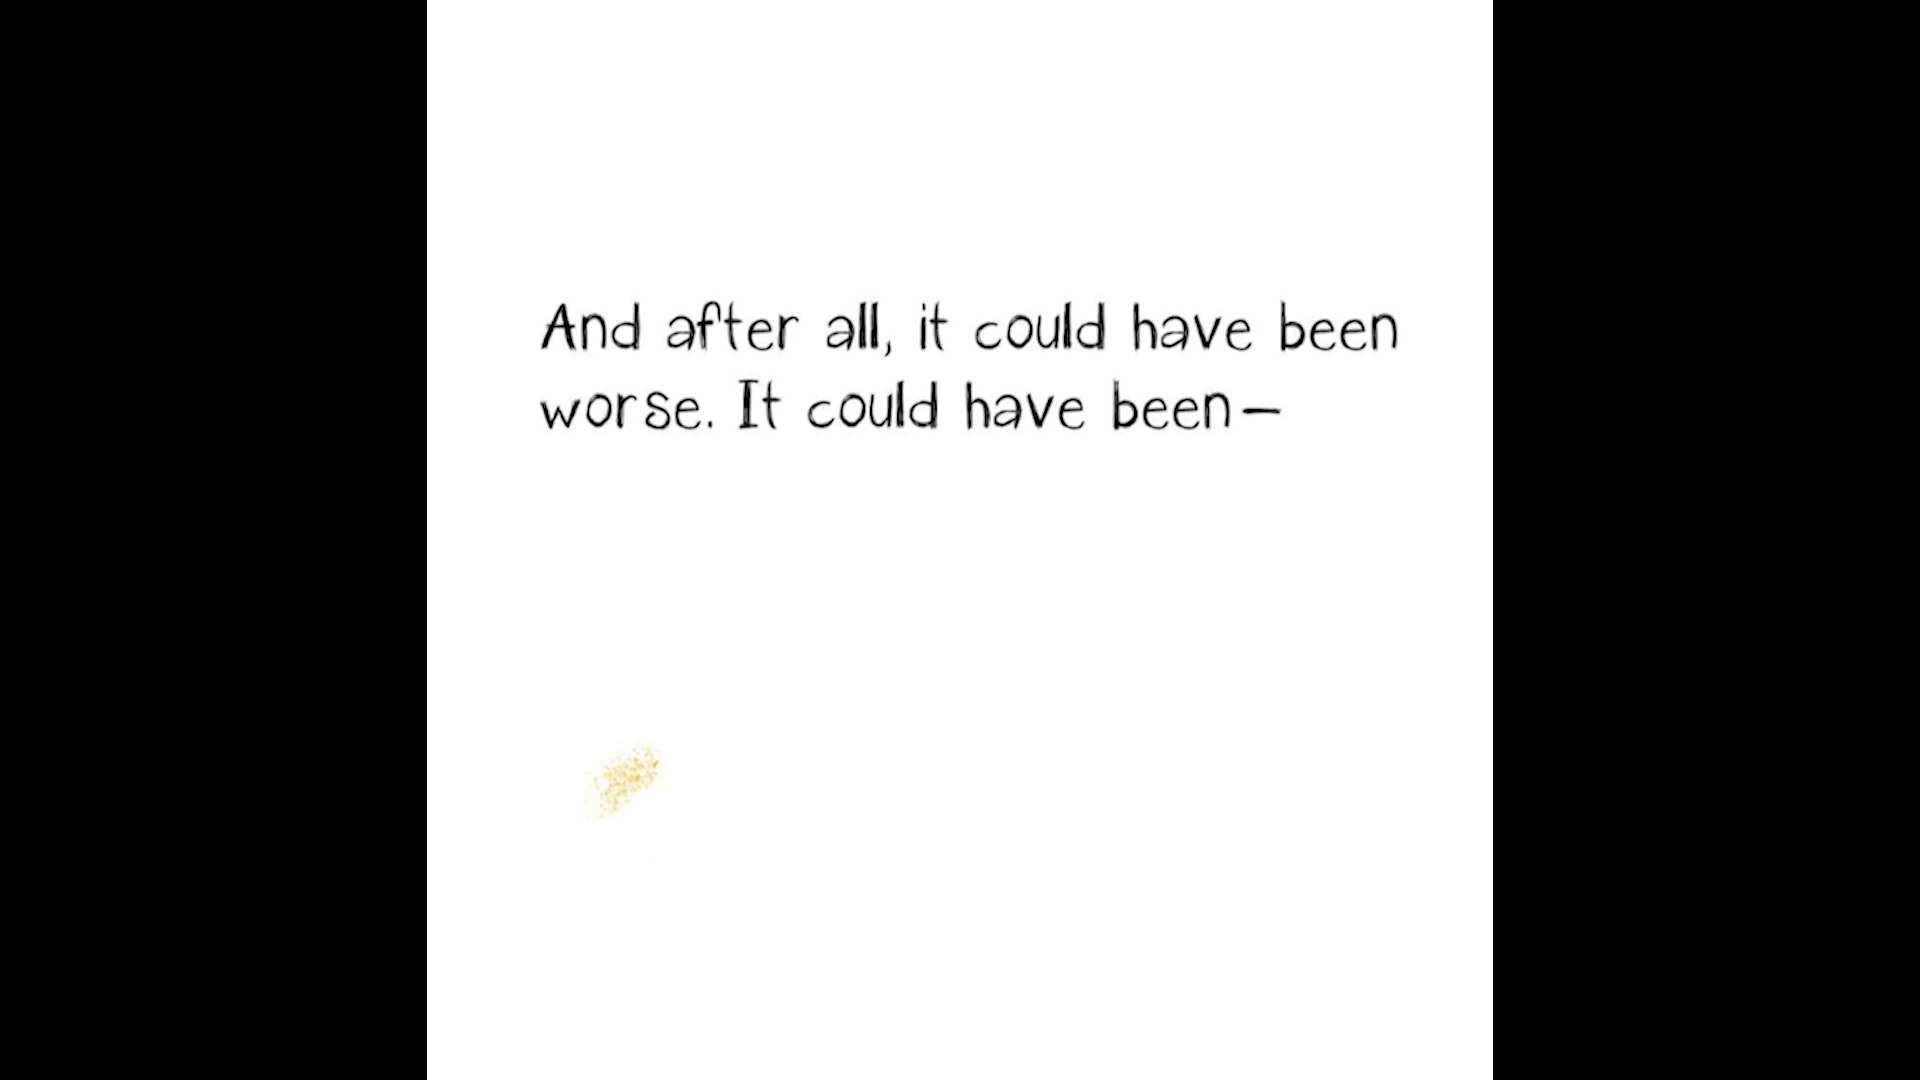 And after all, it could have been
worse. It could have been—